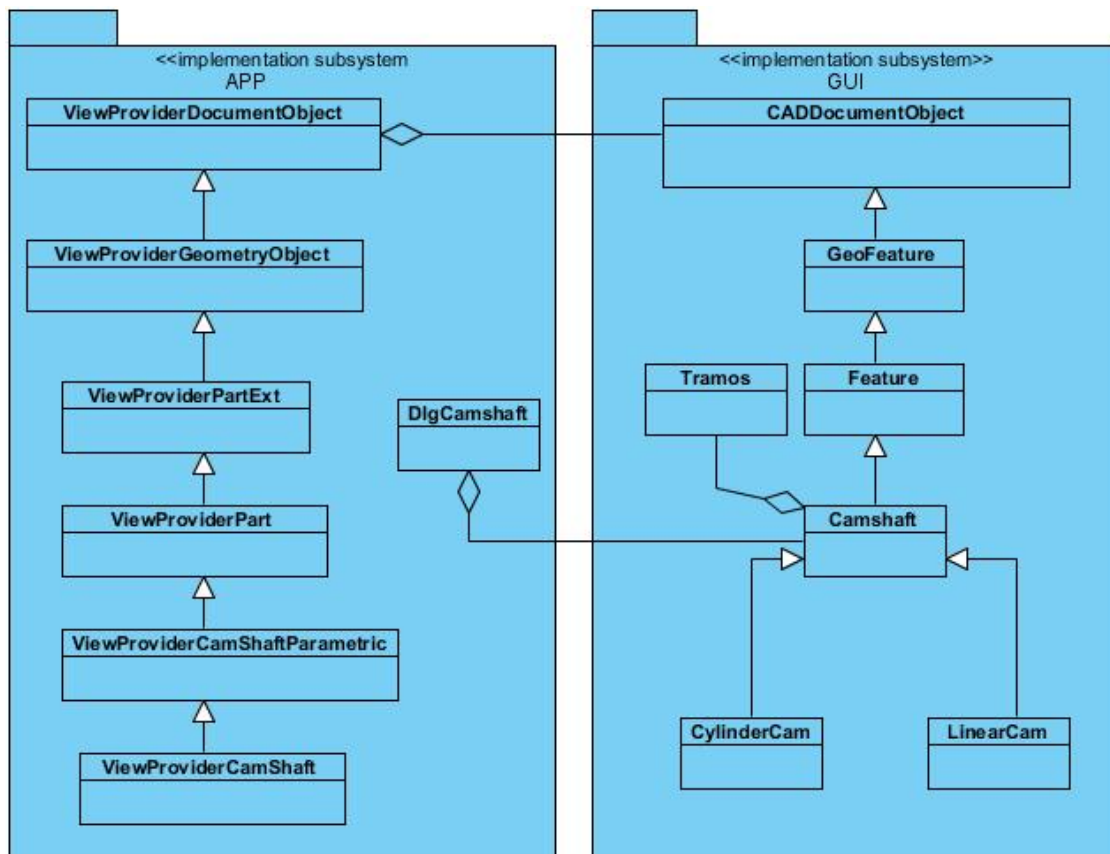 <<implementation subsystem
APP
ViewProviderDocumentObject
ViewProviderGeometryObject
ViewProviderPartExt
DlgCamshaft
ViewProviderPart
ViewProviderCamShaftParametric
ViewProviderCamShaft
<<implementation subsystem>>
GUI
CADDocumentObject
GeoFeature
Tramos
Feature
Camshaft
CylinderCam
LinearCam